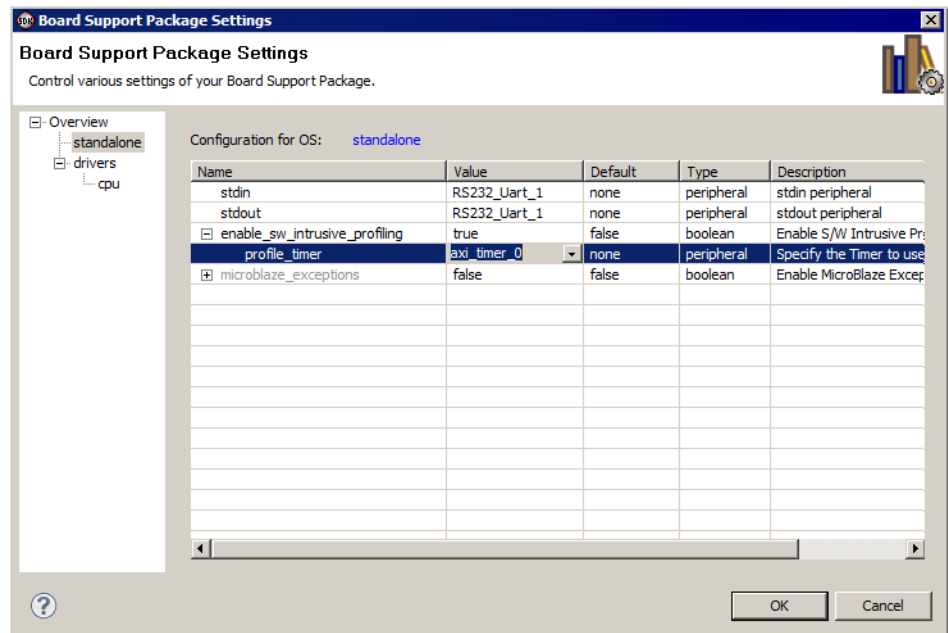 SDK Board Support Package Settings
Board Support Package Settings
Control various settings of your Board Support Package.
Overview
standalone
drivers
cpu
Configuration for OS: standalone
Name Value Default Type Description
stdin RS232_Uart_1 none peripheral stdin peripheral
stdout RS232_Uart_1 none peripheral stdout peripheral
enable_sw_intrusive_profiling true false boolean Enable S/W Intrusive Pr
profile_timer axi_timer_0 none peripheral Specify the Timer to use
microblaze_exceptions false false boolean Enable MicroBlaze Excep
OK Cancel